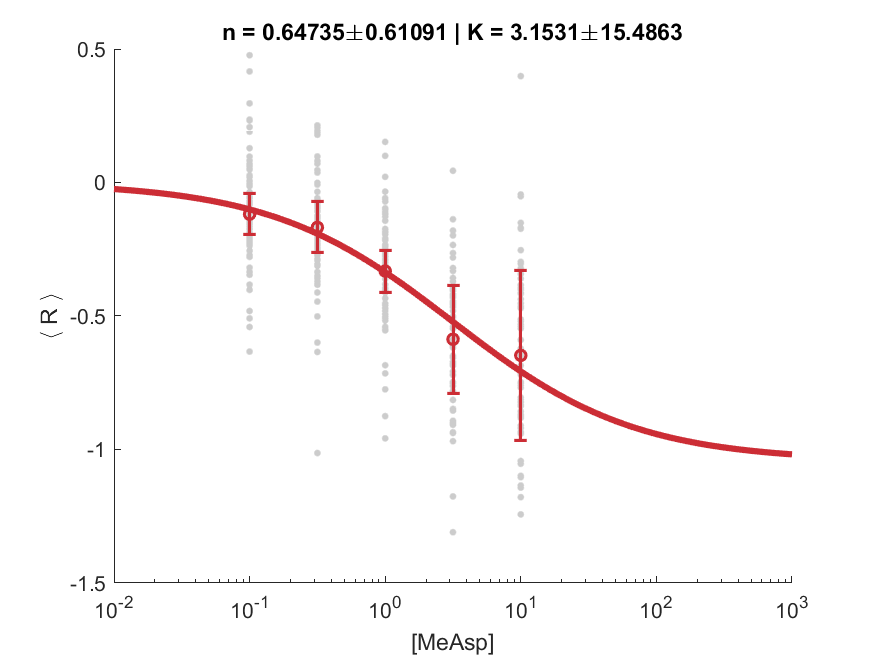 n = 0.64735±0.61091 | K = 3.1531±15.4863
0.5
0
-0.5
-1
-1.5
⟨ R ⟩
10^-2 10^-1 10^0 10^1 10^2 10^3
[MeAsp]